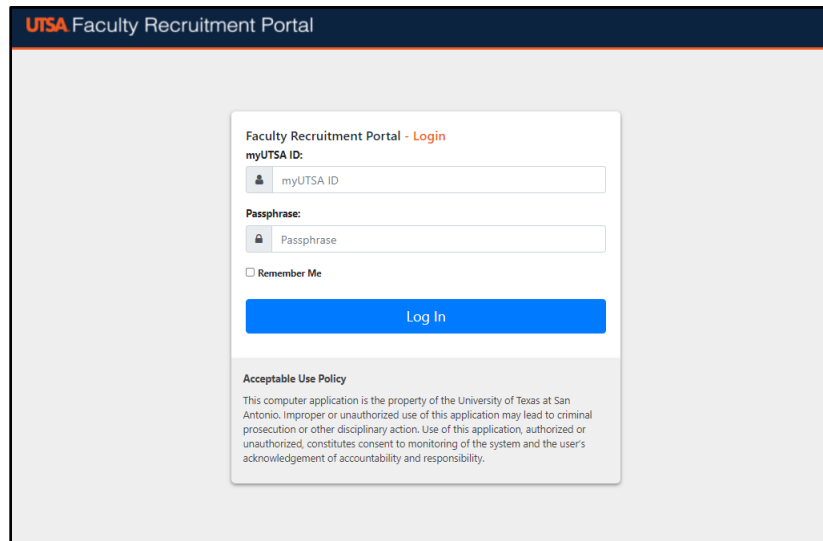 UTSA Faculty Recruitment Portal
Faculty Recruitment Portal - Login
myUTSA ID:
myUTSA ID
Passphrase:
Passphrase
Remember Me
Log In
Acceptable Use Policy
This computer application is the property of the University of Texas at San
Antonio. Improper or unauthorized use of this application may lead to criminal
prosecution or other disciplinary action. Use of this application, authorized or
unauthorized, constitutes consent to monitoring of the system and the user's
acknowledgement of accountability and responsibility.